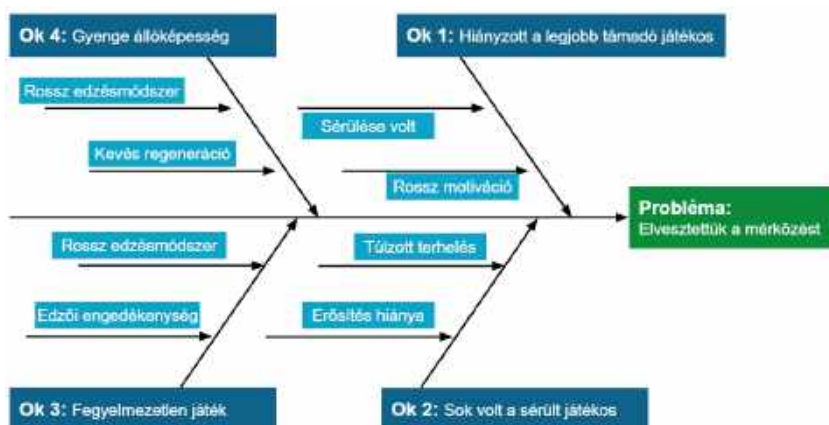 Ok 4: Gyenge állóképesség
Ok 1: Hiányzott a legjobb támadó játékos
Rossz edzésmódszer
Sérülése volt
Kevés regeneráció
Rossz motiváció
Probléma:
Elvesztettük a mérkőzést
Rossz edzésmódszer
Túlzott terhelés
Edzői engedékenység
Erősítés hiánya
Ok 3: Fegyelmezetlen játék
Ok 2: Sok volt a sérült játékos